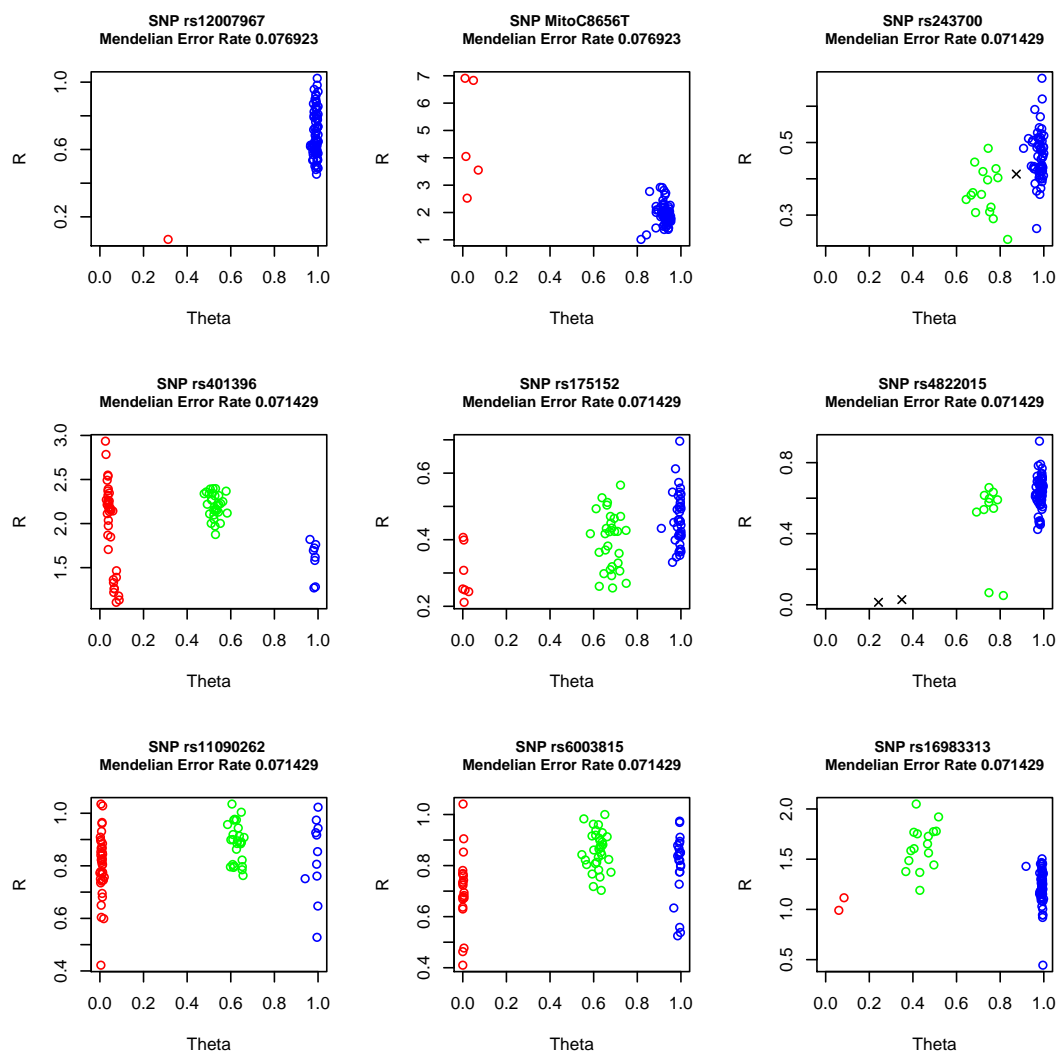 SNP rs12007967
Mendelian Error Rate 0.076923
R
1.0
0.6
0.2
0.0 0.2 0.4 0.6 0.8 1.0
Theta
SNP MitoC8656T
Mendelian Error Rate 0.076923
R
7
6
5
4
3
2
1
0.0 0.2 0.4 0.6 0.8 1.0
Theta
SNP rs243700
Mendelian Error Rate 0.071429
R
0.5
0.3
0.0 0.2 0.4 0.6 0.8 1.0
Theta
SNP rs401396
Mendelian Error Rate 0.071429
R
3.0
2.5
2.0
1.5
0.0 0.2 0.4 0.6 0.8 1.0
Theta
SNP rs175152
Mendelian Error Rate 0.071429
R
0.6
0.4
0.2
0.0 0.2 0.4 0.6 0.8 1.0
Theta
SNP rs4822015
Mendelian Error Rate 0.071429
R
0.8
0.4
0.0
0.0 0.2 0.4 0.6 0.8 1.0
Theta
SNP rs11090262
Mendelian Error Rate 0.071429
R
1.0
0.8
0.6
0.4
0.0 0.2 0.4 0.6 0.8 1.0
Theta
SNP rs6003815
Mendelian Error Rate 0.071429
R
1.0
0.8
0.6
0.4
0.0 0.2 0.4 0.6 0.8 1.0
Theta
SNP rs16983313
Mendelian Error Rate 0.071429
R
2.0
1.5
1.0
0.5
0.0 0.2 0.4 0.6 0.8 1.0
Theta